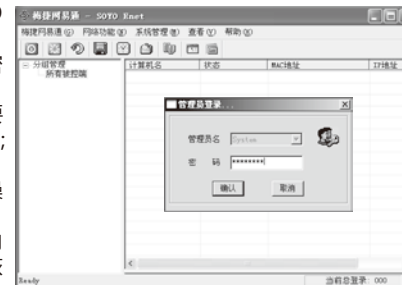 梅捷网易通 - SOYO Knet
梅捷网易通(G) 网络功能(N) 系统管理(M) 查看(V) 帮助(H)
分组管理
所有被控端
计算机名 状态 MAC地址 IP地址
管理员登录...
管理员名 System
密 码 ********
确认 取消
Ready 当前总登录: 000